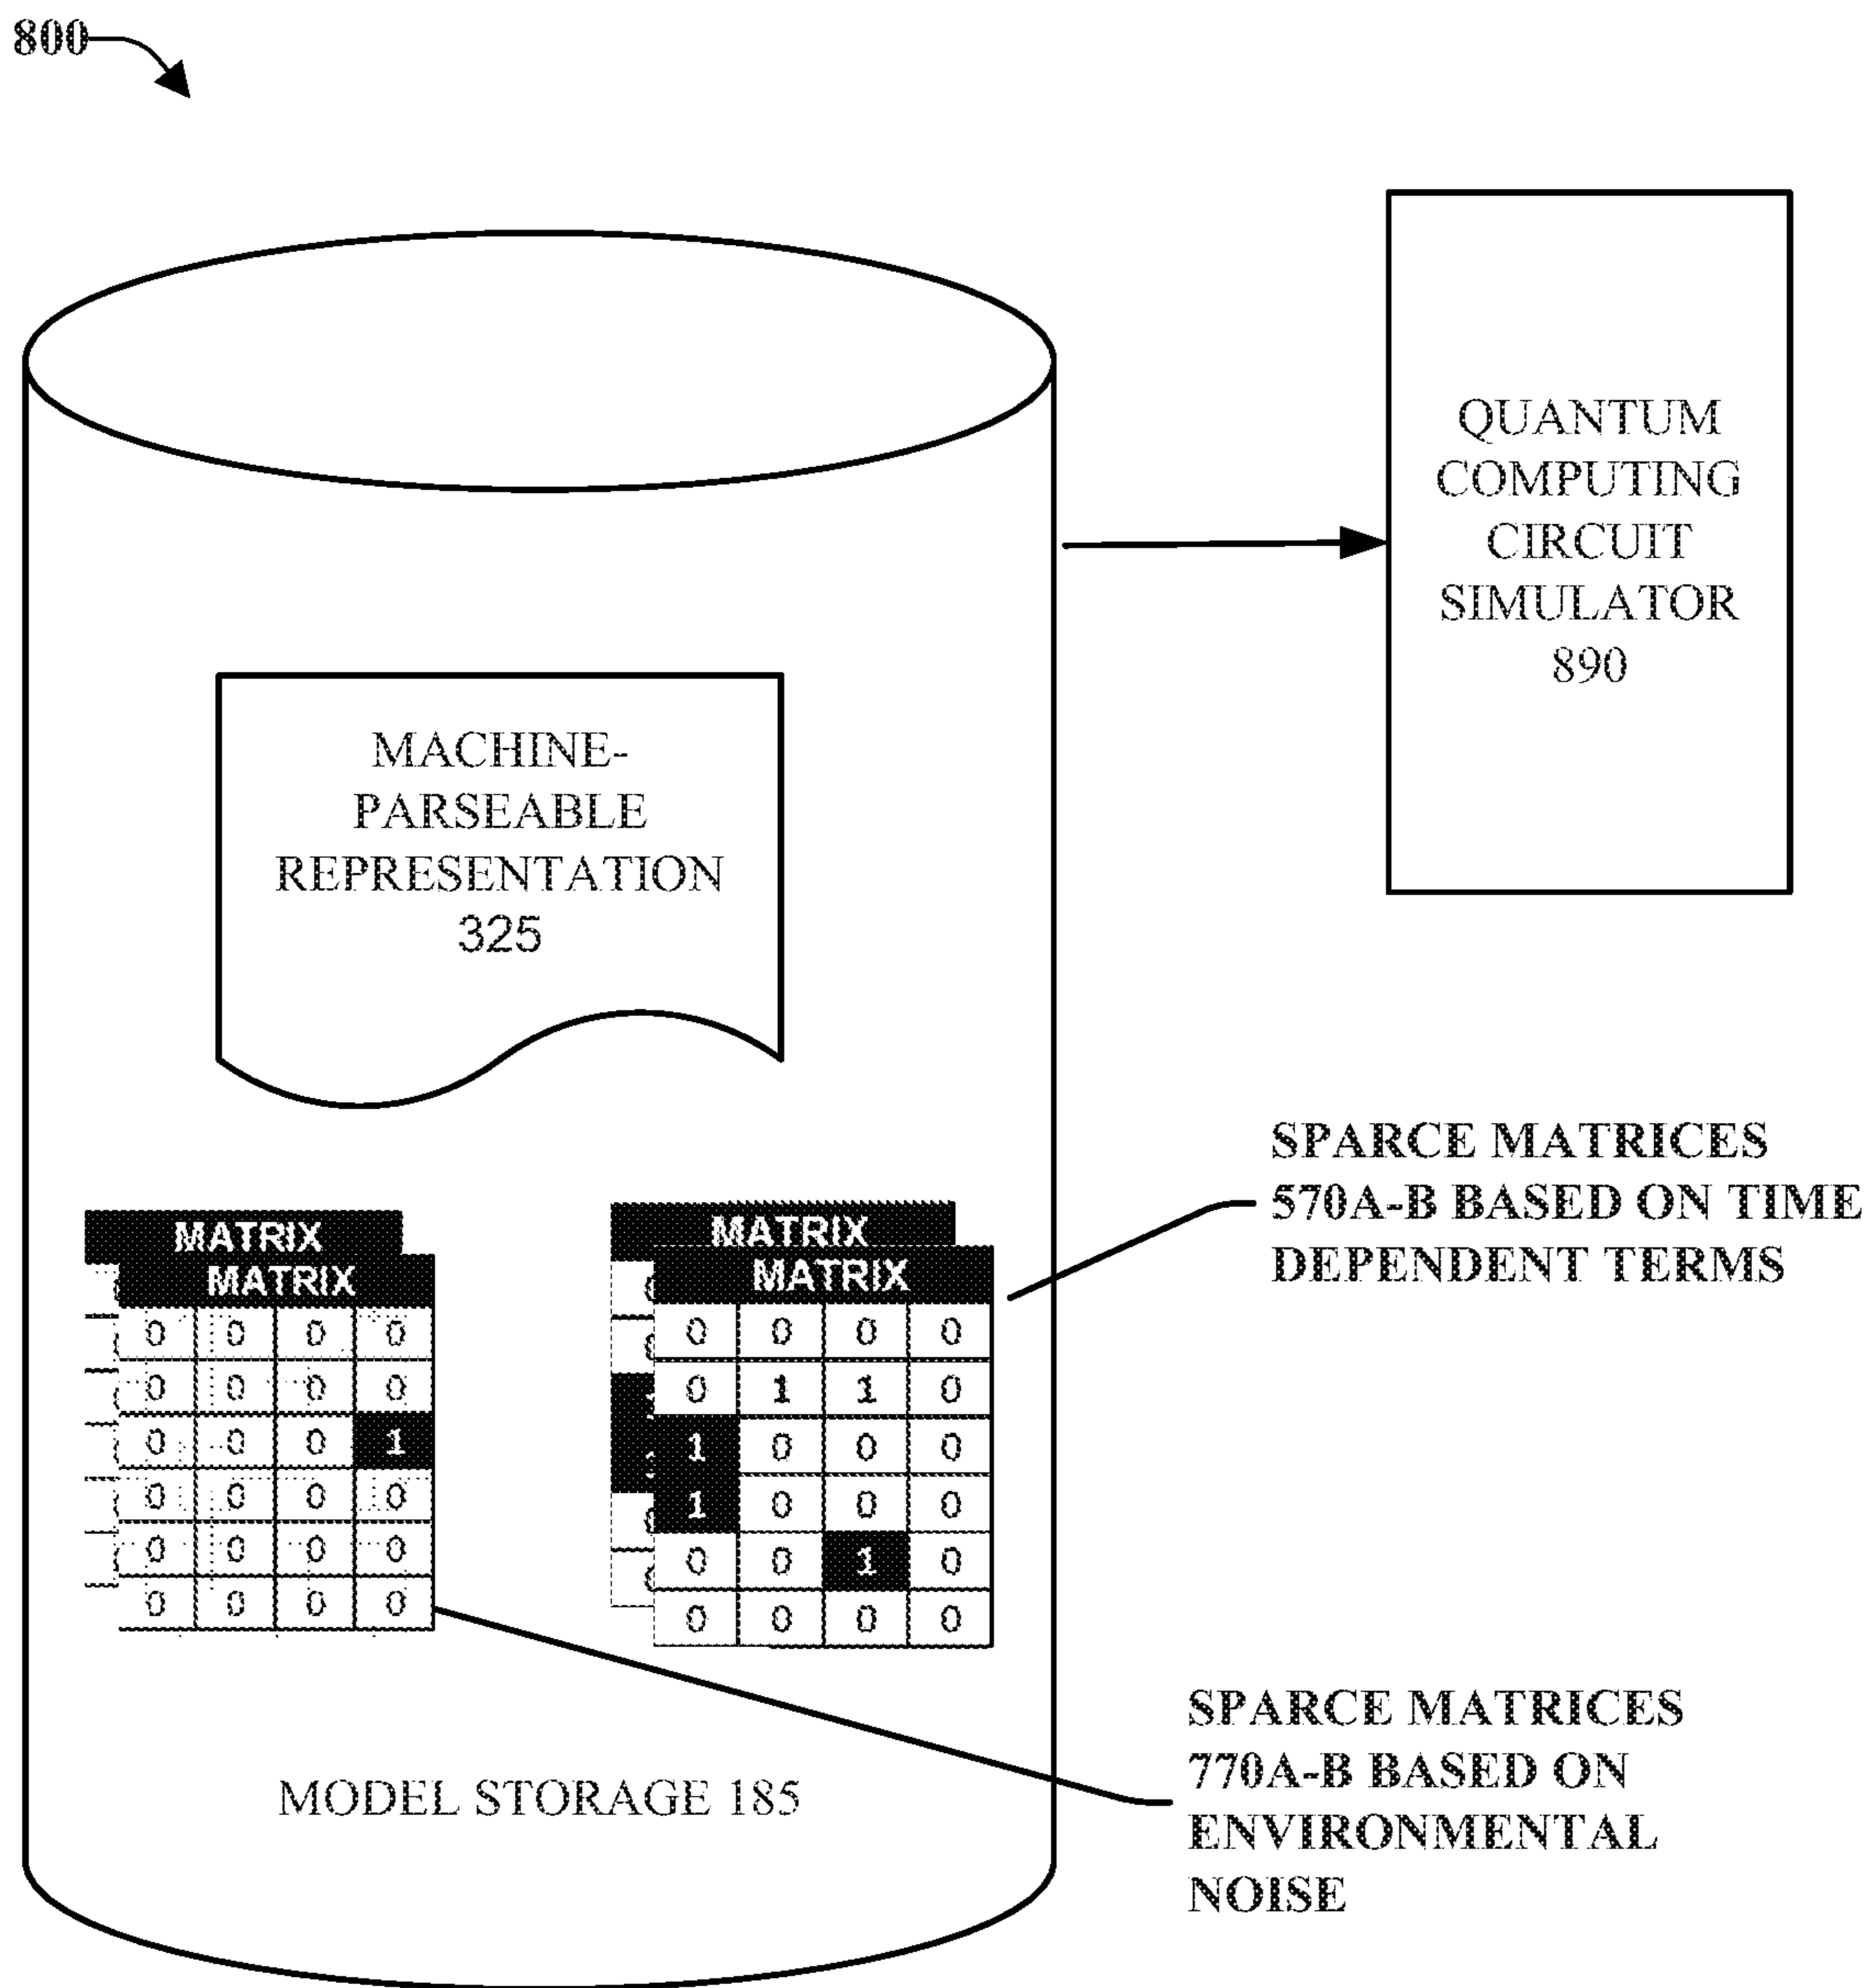 800
QUANTUM
COMPUTING
CIRCUIT
SIMULATOR
890
MACHINE-
PARSEABLE
REPRESENTATION
325
SPARCE MATRICES
570A-B BASED ON TIME
DEPENDENT TERMS
MATRIX
MATRIX
0 0 0 0
0 0 0 0
0 0 0 1
0 0 0 0
0 0 0 0
0 0 0 0
MATRIX
MATRIX
0 0 0 0
0 1 1 0
1 0 0 0
1 0 0 0
0 0 1 0
0 0 0 0
SPARCE MATRICES
770A-B BASED ON
ENVIRONMENTAL
NOISE
MODEL STORAGE 185